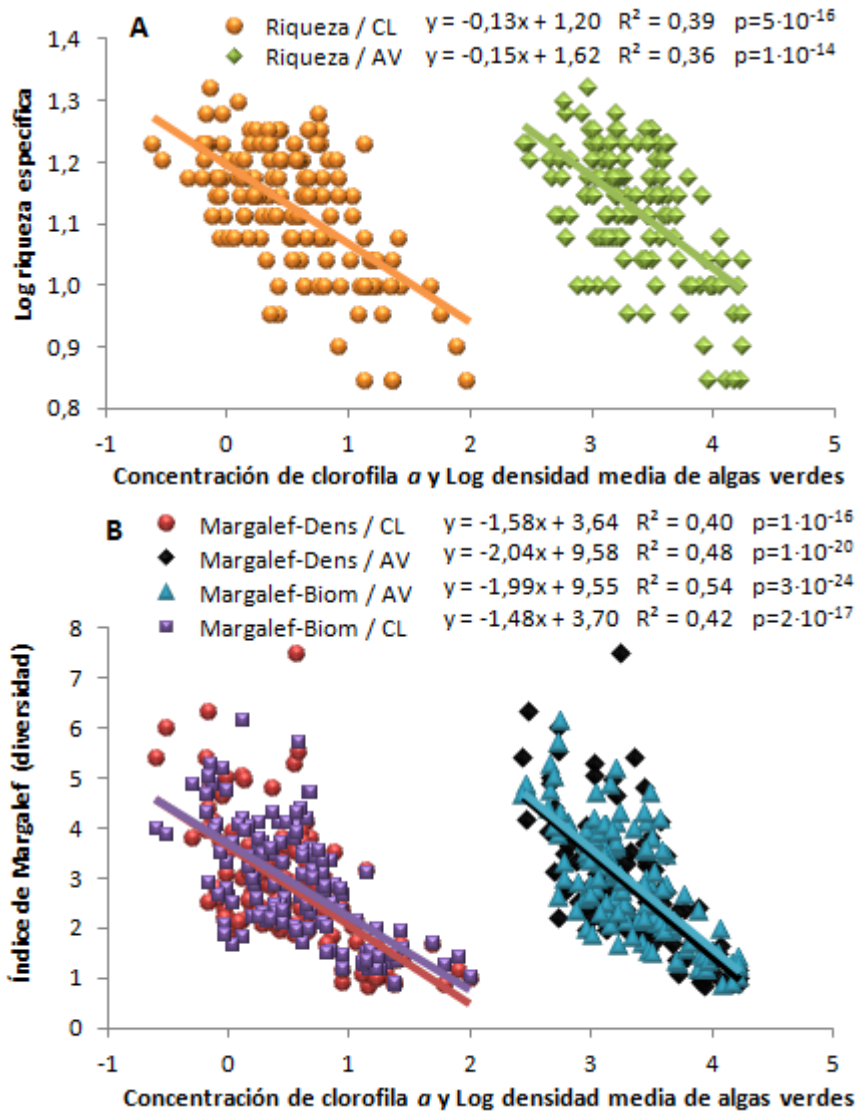 A
Riqueza / CL y = -0,13x + 1,20 R² = 0,39 p=5·10⁻¹⁶
Riqueza / AV y = -0,15x + 1,62 R² = 0,36 p=1·10⁻¹⁴
Log riqueza específica
1,4
1,3
1,2
1,1
1,0
0,9
0,8
-1 0 1 2 3 4 5
Concentración de clorofila a y Log densidad media de algas verdes
B
Margalef-Dens / CL y = -1,58x + 3,64 R² = 0,40 p=1·10⁻¹⁶
Margalef-Dens / AV y = -2,04x + 9,58 R² = 0,48 p=1·10⁻²⁰
Margalef-Biom / AV y = -1,99x + 9,55 R² = 0,54 p=3·10⁻²⁴
Margalef-Biom / CL y = -1,48x + 3,70 R² = 0,42 p=2·10⁻¹⁷
Índice de Margalef (diversidad)
8
7
6
5
4
3
2
1
0
-1 0 1 2 3 4 5
Concentración de clorofila a y Log densidad media de algas verdes